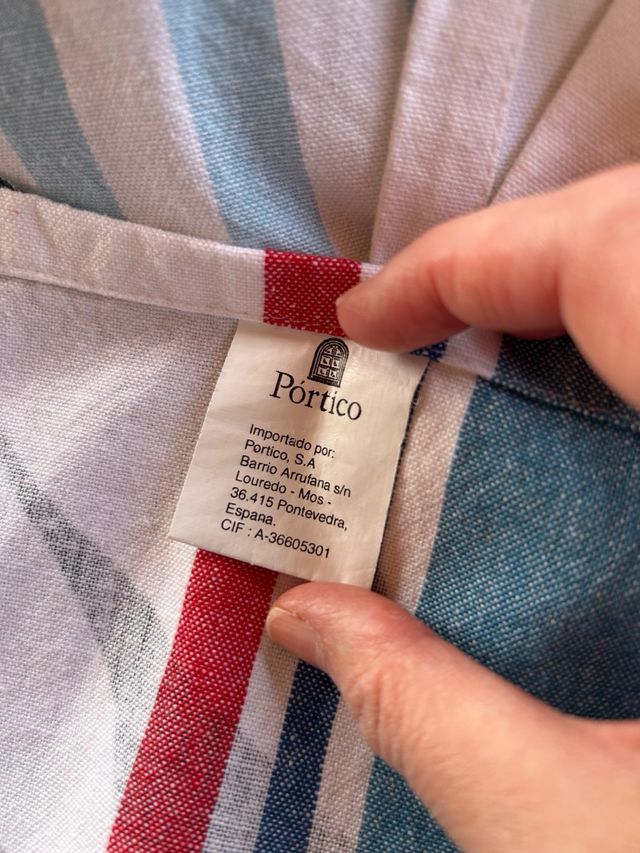 Pórtico
Importado por:
Portico, S.A
Barrio Arrufana s/n
Louredo - Mos -
36.415 Pontevedra,
Espana.
CIF : A-36605301